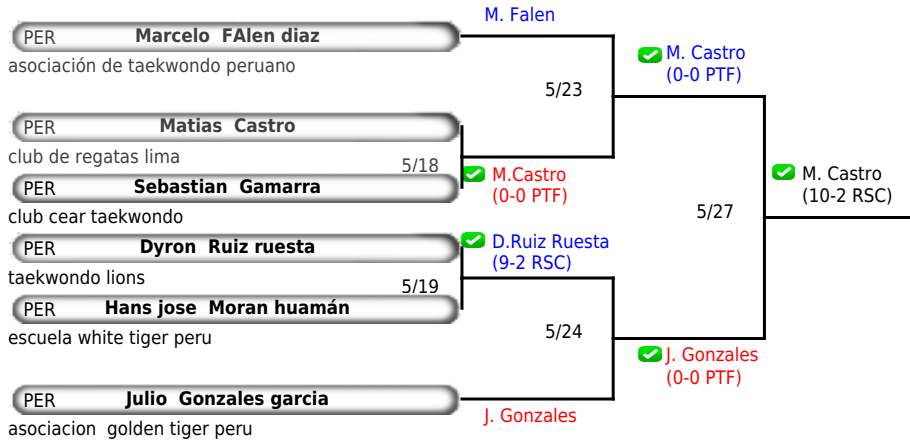 M. Falen
PER Marcelo FAlen diaz
asociación de taekwondo peruano
M. Castro
(0-0 PTF)
5/23
PER Matias Castro
club de regatas lima
5/18
M.Castro
(0-0 PTF)
M. Castro
(10-2 RSC)
PER Sebastian Gamarra
club cear taekwondo
5/27
PER Dyron Ruiz ruesta
D.Ruiz Ruesta
(9-2 RSC)
taekwondo lions
5/19
PER Hans jose Moran huamán
escuela white tiger peru
5/24
J. Gonzales
(0-0 PTF)
PER Julio Gonzales garcia
J. Gonzales
asociacion golden tiger peru